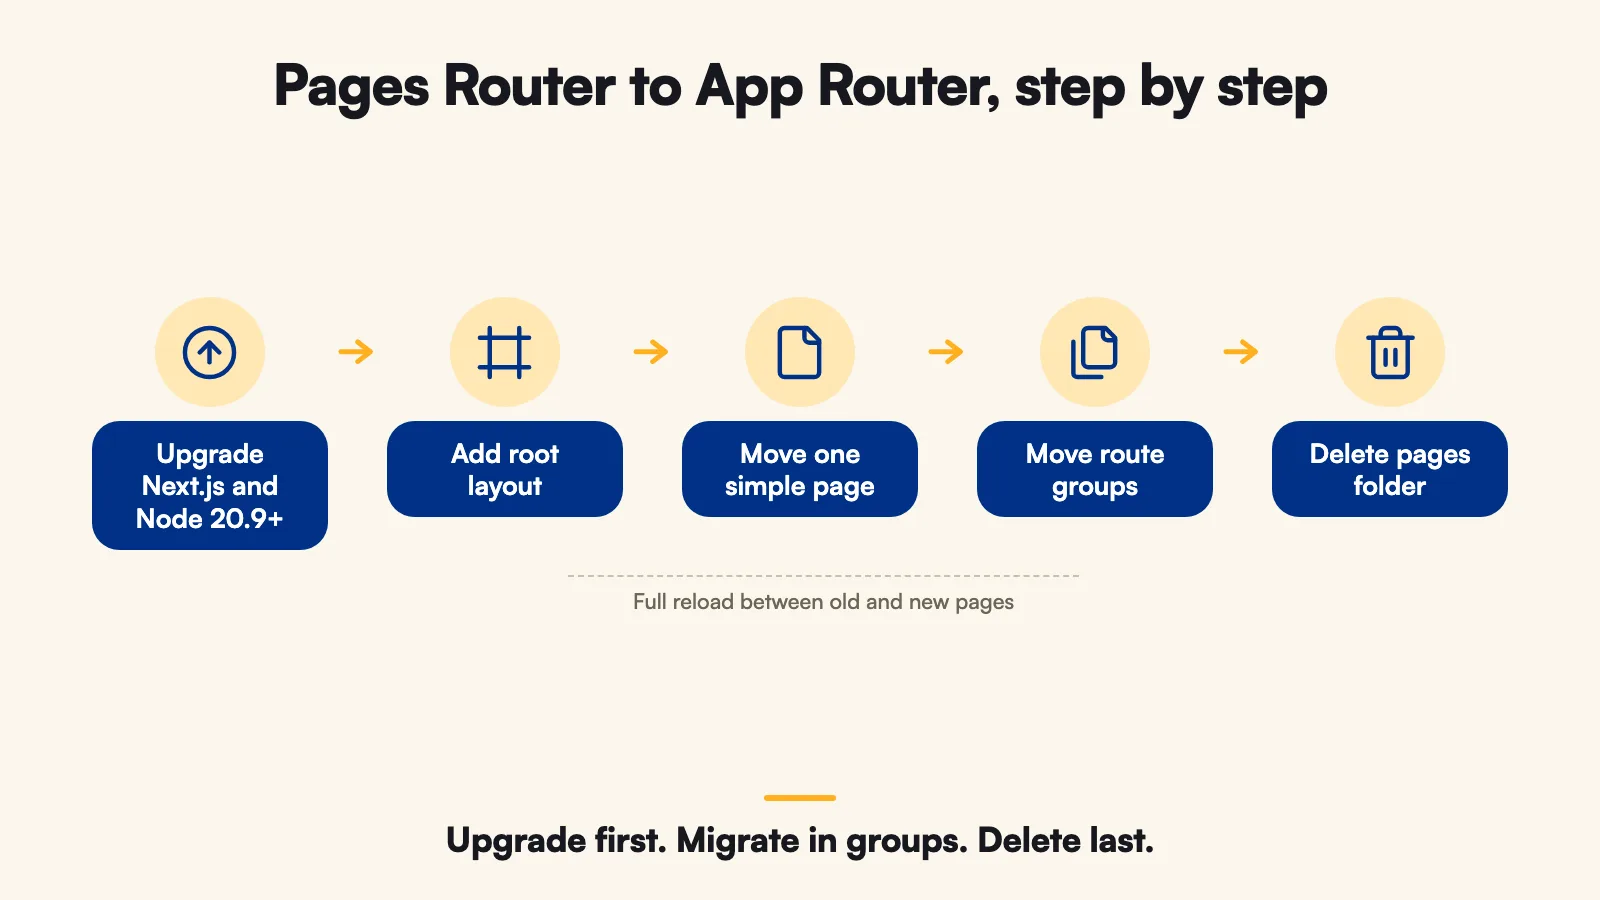 Pages Router to App Router, step by step
Upgrade
Next.js and
Node 20.9+
Add root
layout
Move one
simple page
Move route
groups
Delete pages
folder
Full reload between old and new pages
Upgrade first. Migrate in groups. Delete last.